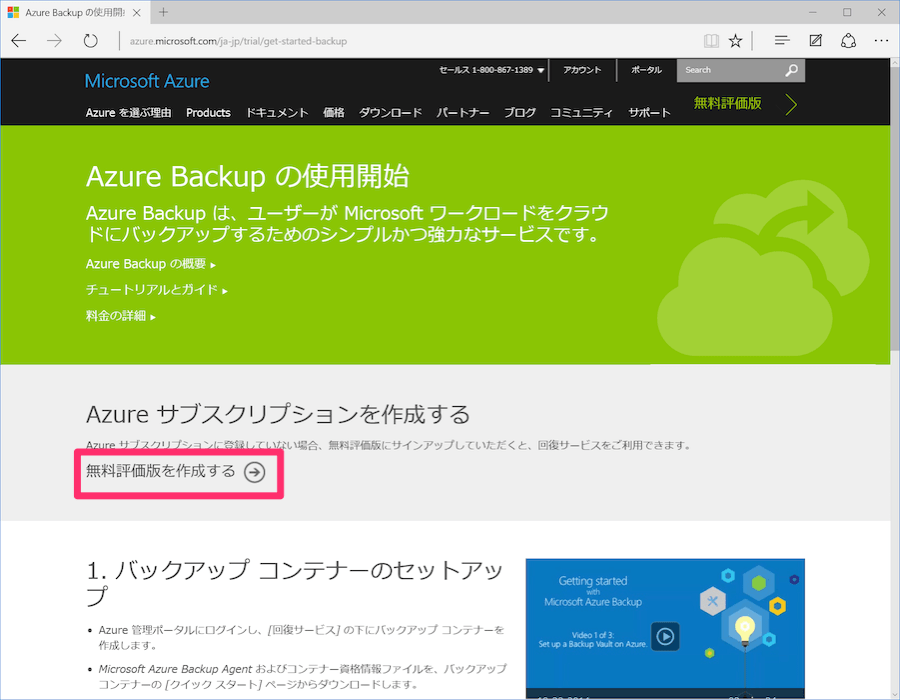 Azure Backup の使用開始
azure.microsoft.com/ja-jp/trial/get-started-backup
セールス 1-800-867-1389
アカウント
ポータル
Search
Microsoft Azure
無料評価版
Azure を選ぶ理由 Products ドキュメント 価格 ダウンロード パートナー ブログ コミュニティ サポート
Azure Backup の使用開始
Azure Backup は、ユーザーが Microsoft ワークロードをクラウ
ドにバックアップするためのシンプルかつ強力なサービスです。
Azure Backup の概要
チュートリアルとガイド
料金の詳細
Azure サブスクリプションを作成する
Azure サブスクリプションに登録していない場合、無料評価版にサインアップしていただくと、回復サービスをご利用できます。
無料評価版を作成する
1. バックアップ コンテナーのセットアッ
プ
• Azure 管理ポータルにログインし、[回復サービス] の下にバックアップ コンテナーを
作成します。
• Microsoft Azure Backup Agent およびコンテナー資格情報ファイルを、バックアップ
コンテナーの [クイック スタート] ページからダウンロードします。
Getting started
with
Microsoft Azure Backup
Video 1 of 3:
Set up a Backup Vault on Azure.